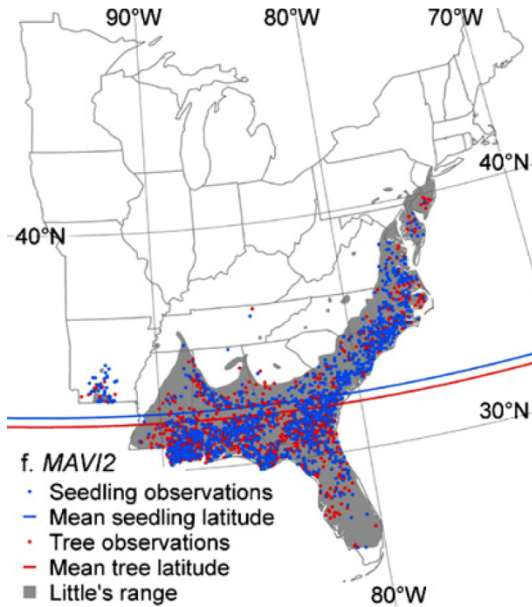 90°W
80°W
70°W
40°N
40°N
30°N
f. MAVI2
Seedling observations
Mean seedling latitude
Tree observations
Mean tree latitude
Little's range
80°W